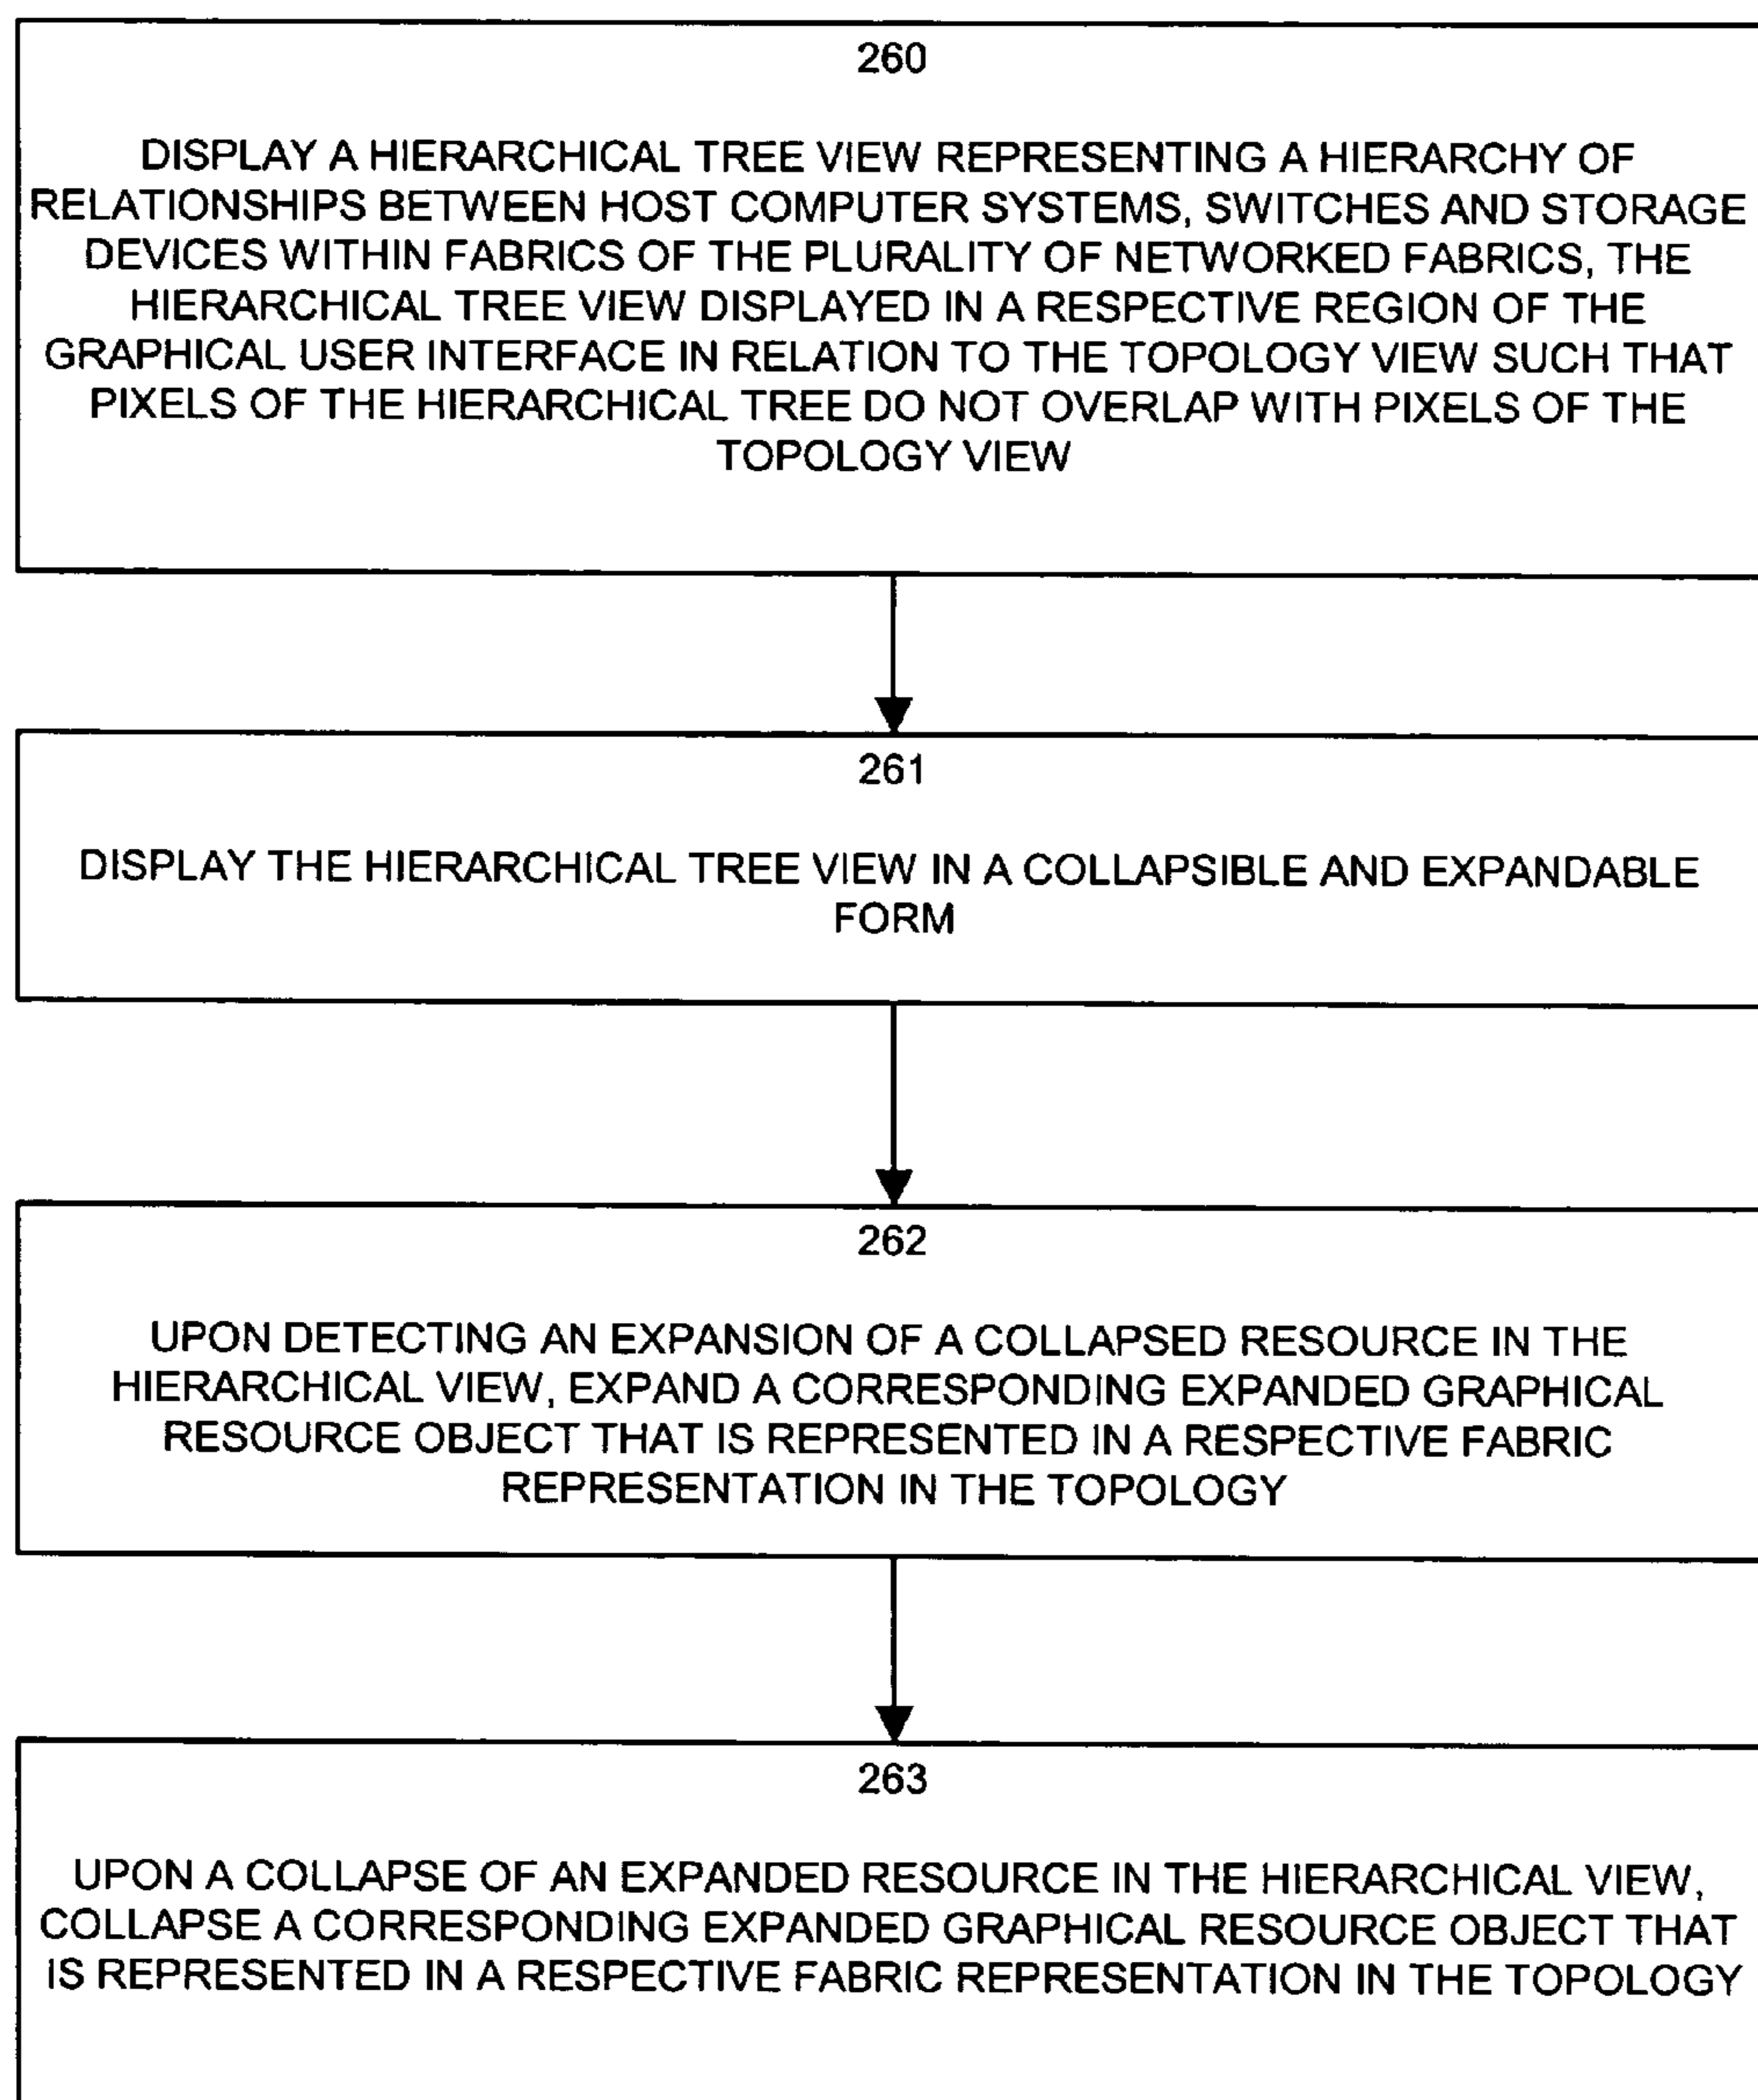 260
DISPLAY A HIERARCHICAL TREE VIEW REPRESENTING A HIERARCHY OF
RELATIONSHIPS BETWEEN HOST COMPUTER SYSTEMS, SWITCHES AND STORAGE
DEVICES WITHIN FABRICS OF THE PLURALITY OF NETWORKED FABRICS, THE
HIERARCHICAL TREE VIEW DISPLAYED IN A RESPECTIVE REGION OF THE
GRAPHICAL USER INTERFACE IN RELATION TO THE TOPOLOGY VIEW SUCH THAT
PIXELS OF THE HIERARCHICAL TREE DO NOT OVERLAP WITH PIXELS OF THE
TOPOLOGY VIEW
261
DISPLAY THE HIERARCHICAL TREE VIEW IN A COLLAPSIBLE AND EXPANDABLE
FORM
262
UPON DETECTING AN EXPANSION OF A COLLAPSED RESOURCE IN THE
HIERARCHICAL VIEW, EXPAND A CORRESPONDING EXPANDED GRAPHICAL
RESOURCE OBJECT THAT IS REPRESENTED IN A RESPECTIVE FABRIC
REPRESENTATION IN THE TOPOLOGY
263
UPON A COLLAPSE OF AN EXPANDED RESOURCE IN THE HIERARCHICAL VIEW,
COLLAPSE A CORRESPONDING EXPANDED GRAPHICAL RESOURCE OBJECT THAT
IS REPRESENTED IN A RESPECTIVE FABRIC REPRESENTATION IN THE TOPOLOGY